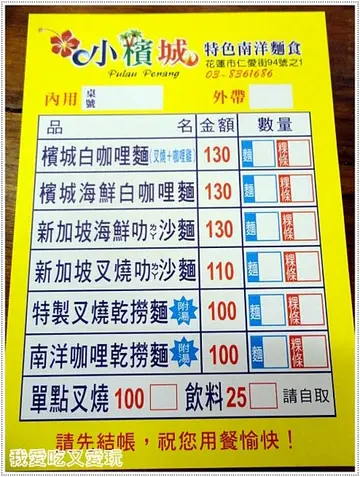 小檳城 特色南洋麵食
Pulau Penang 花蓮市仁愛街94號之1
03-8361686
內用 桌號 外帶
品名 金額 數量
檳城白咖哩麵(叉燒+咖哩雞) 130 麵 粿條
檳城海鮮白咖哩麵 130 麵 粿條
新加坡海鮮叻ㄌㄚˋ沙麵 130 麵 粿條
新加坡叉燒叻ㄌㄚˋ沙麵 110 麵 粿條
特製叉燒乾撈麵 附湯 100 麵 粿條
南洋咖哩乾撈麵 附湯 100 麵 粿條
單點叉燒 100 飲料 25 請自取
請先結帳，祝您用餐愉快！
我愛吃又愛玩